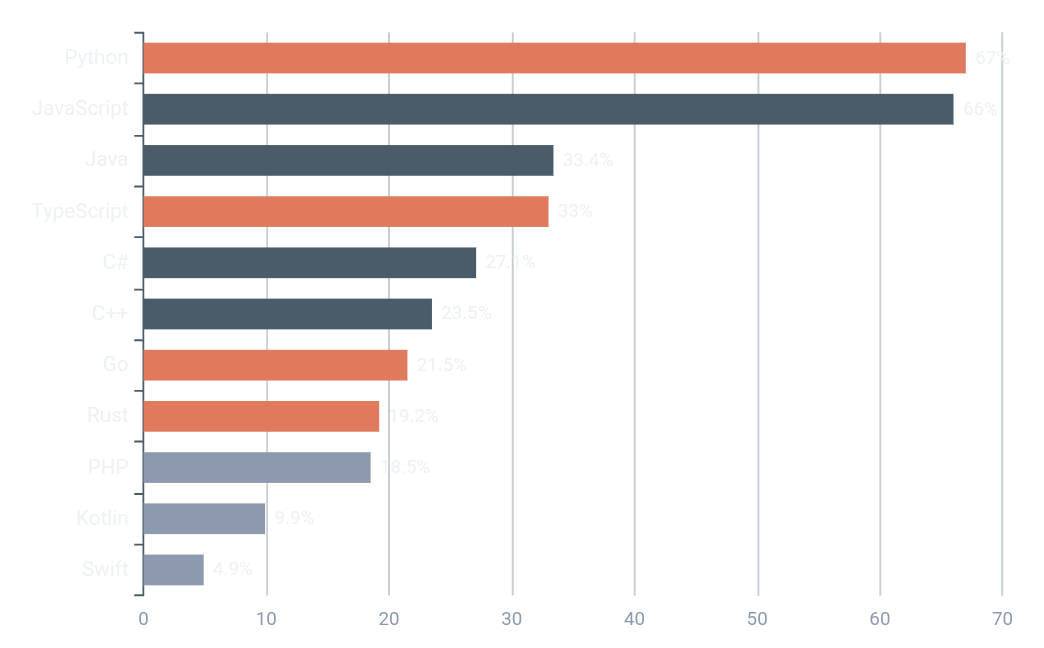 Python 67%
JavaScript 66%
Java 33.4%
TypeScript 33%
C# 27.1%
C++ 23.5%
Go 21.5%
Rust 19.2%
PHP 18.5%
Kotlin 9.9%
Swift 4.9%
0 10 20 30 40 50 60 70